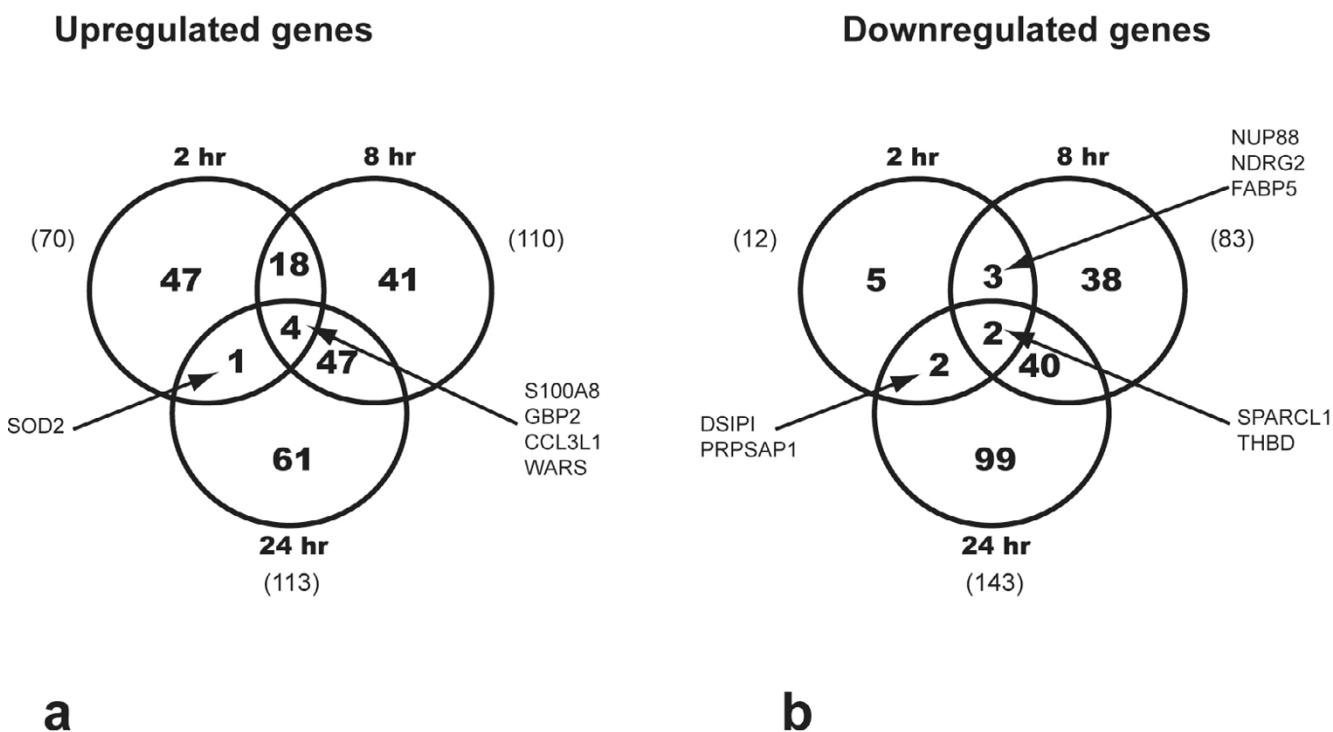 Upregulated genes
2 hr
8 hr
(70)
(110)
47
18
41
4
1
47
SOD2
S100A8
GBP2
CCL3L1
WARS
61
24 hr
(113)
a
Downregulated genes
2 hr
8 hr
NUP88
NDRG2
FABP5
(12)
(83)
5
3
38
2
2
40
DSIPI
PRPSAP1
SPARCL1
THBD
99
24 hr
(143)
b